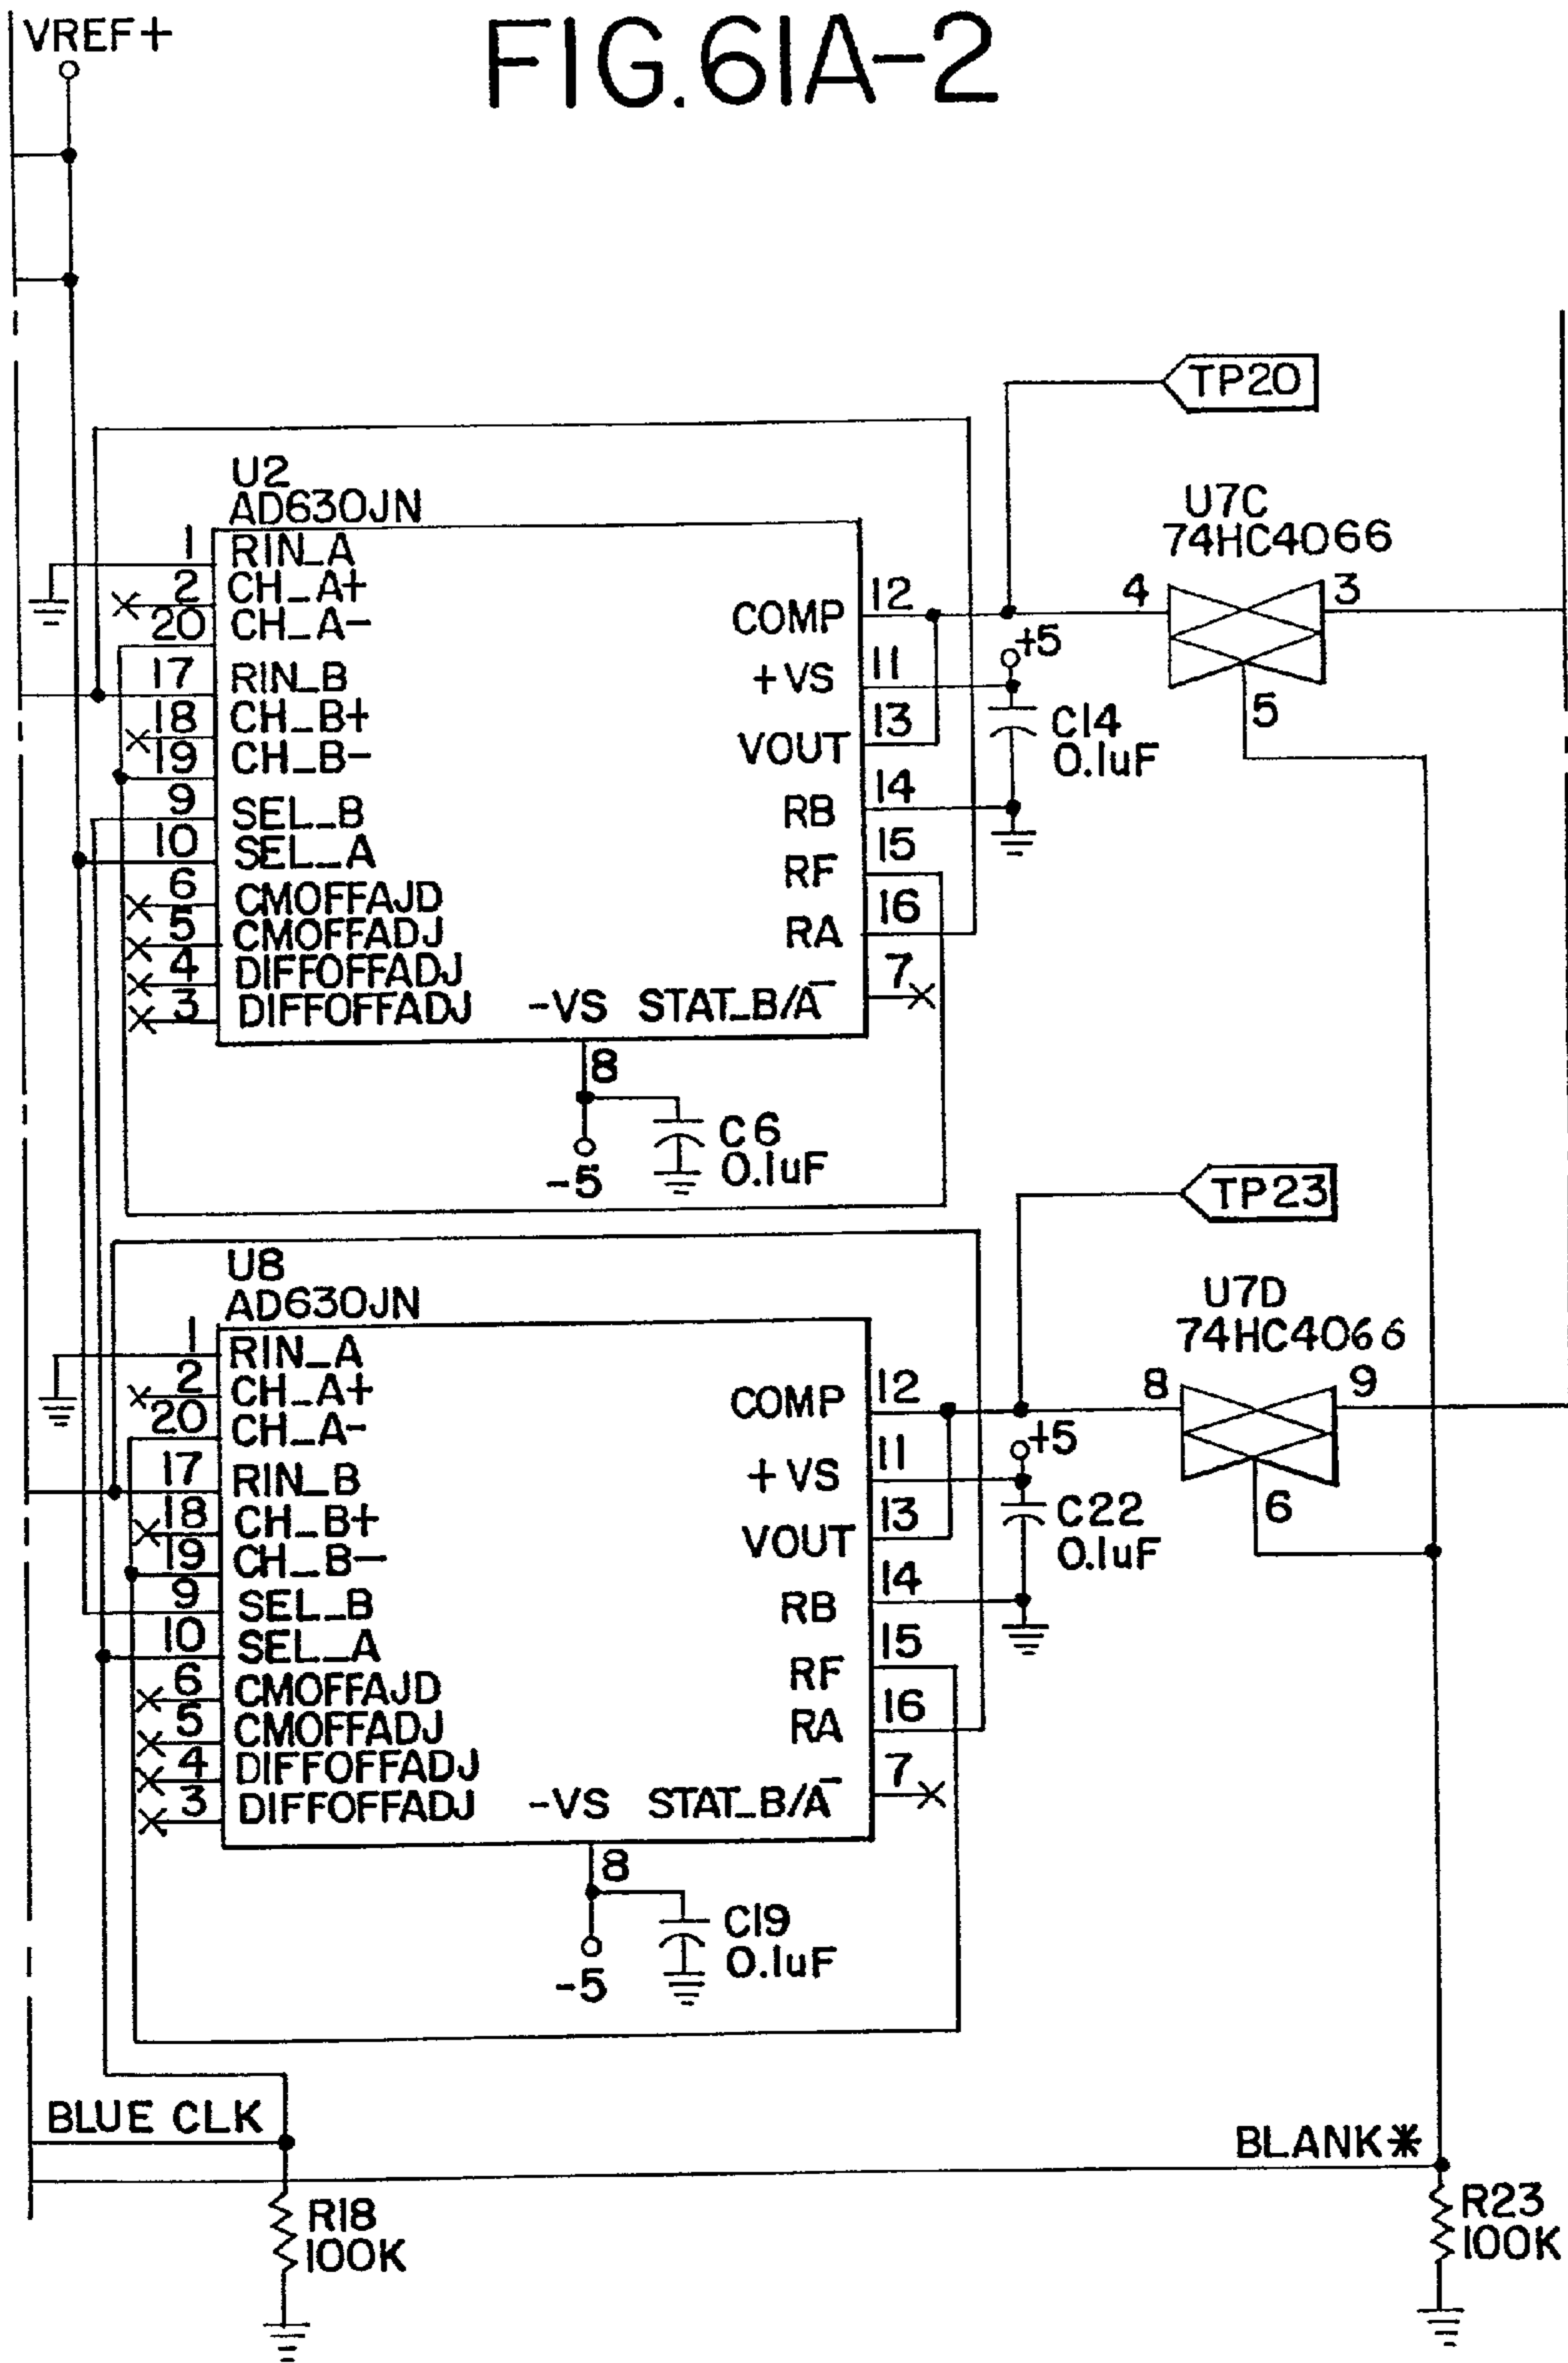 FIG.61A-2
VREF+
TP20
U2
AD630JN
U7C
74HC4066
1 RIN_A
2 CH_A+
20 CH_A-
17 RIN_B
18 CH_B+
19 CH_B-
9 SEL_B
10 SEL_A
6 CMOFFAJD
5 CMOFFADJ
4 DIFFOFFADJ
3 DIFFOFFADJ
COMP 12
+VS 11
VOUT 13
RB 14
RF 15
RA 16
STAT_B/A̅ 7
-VS
8
+5
C14
0.1uF
4
3
5
C6
0.1uF
-5
TP23
U8
AD630JN
U7D
74HC4066
1 RIN_A
2 CH_A+
20 CH_A-
17 RIN_B
18 CH_B+
19 CH_B-
9 SEL_B
10 SEL_A
6 CMOFFAJD
5 CMOFFADJ
4 DIFFOFFADJ
3 DIFFOFFADJ
COMP 12
+VS 11
VOUT 13
RB 14
RF 15
RA 16
STAT_B/A̅ 7
-VS
8
+5
C22
0.1uF
8
9
6
C19
0.1uF
-5
BLUE CLK
BLANK*
R18
100K
R23
100K